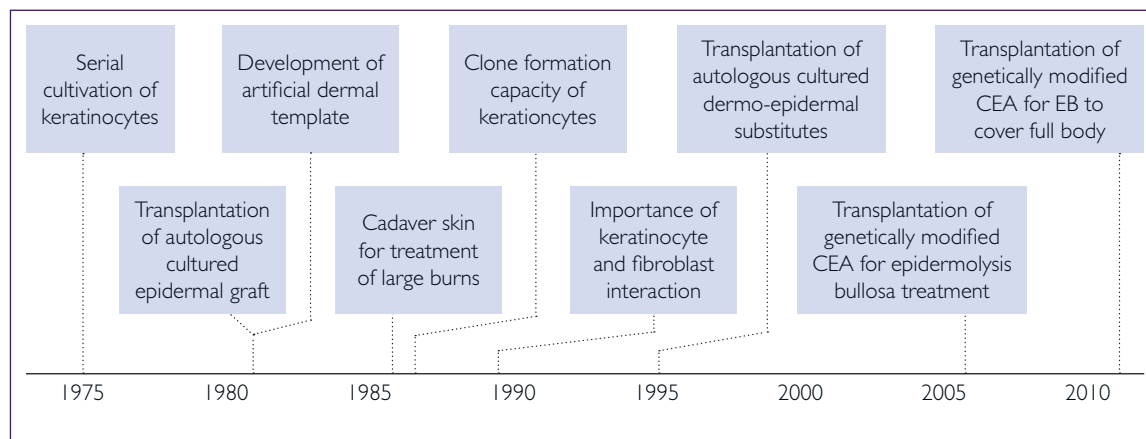 Serial
cultivation of
keratinocytes
Development of
artificial dermal
template
Clone formation
capacity of
kerationcytes
Transplantation of
autologous cultured
dermo-epidermal
substitutes
Transplantation of
genetically modified
CEA for EB to
cover full body
Transplantation
of autologous
cultured
epidermal graft
Cadaver skin
for treatment
of large burns
Importance of
keratinocyte
and fibroblast
interaction
Transplantation of
genetically modified
CEA for epidermolysis
bullosa treatment
1975 1980 1985 1990 1995 2000 2005 2010